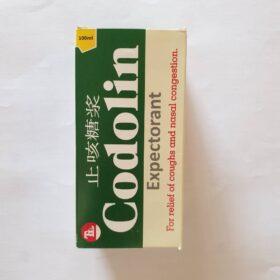 100ml
止咳糖浆
Codolin
Expectorant
For relief of coughs and nasal congestion.